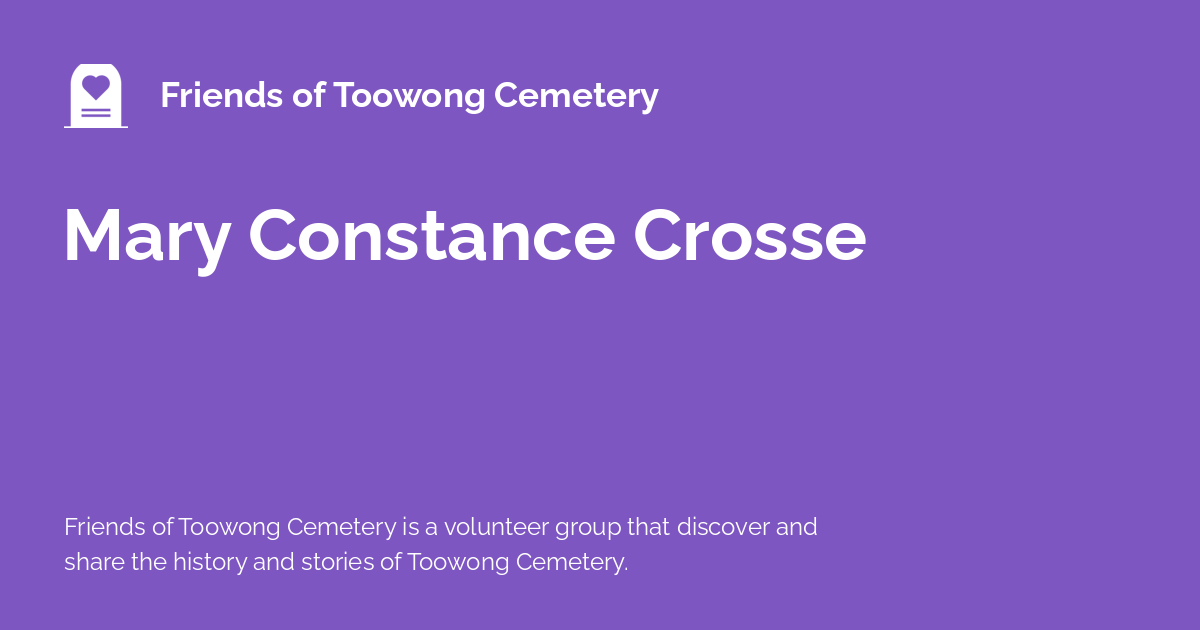 Friends of Toowong Cemetery
Mary Constance Crosse
Friends of Toowong Cemetery is a volunteer group that discover and
share the history and stories of Toowong Cemetery.